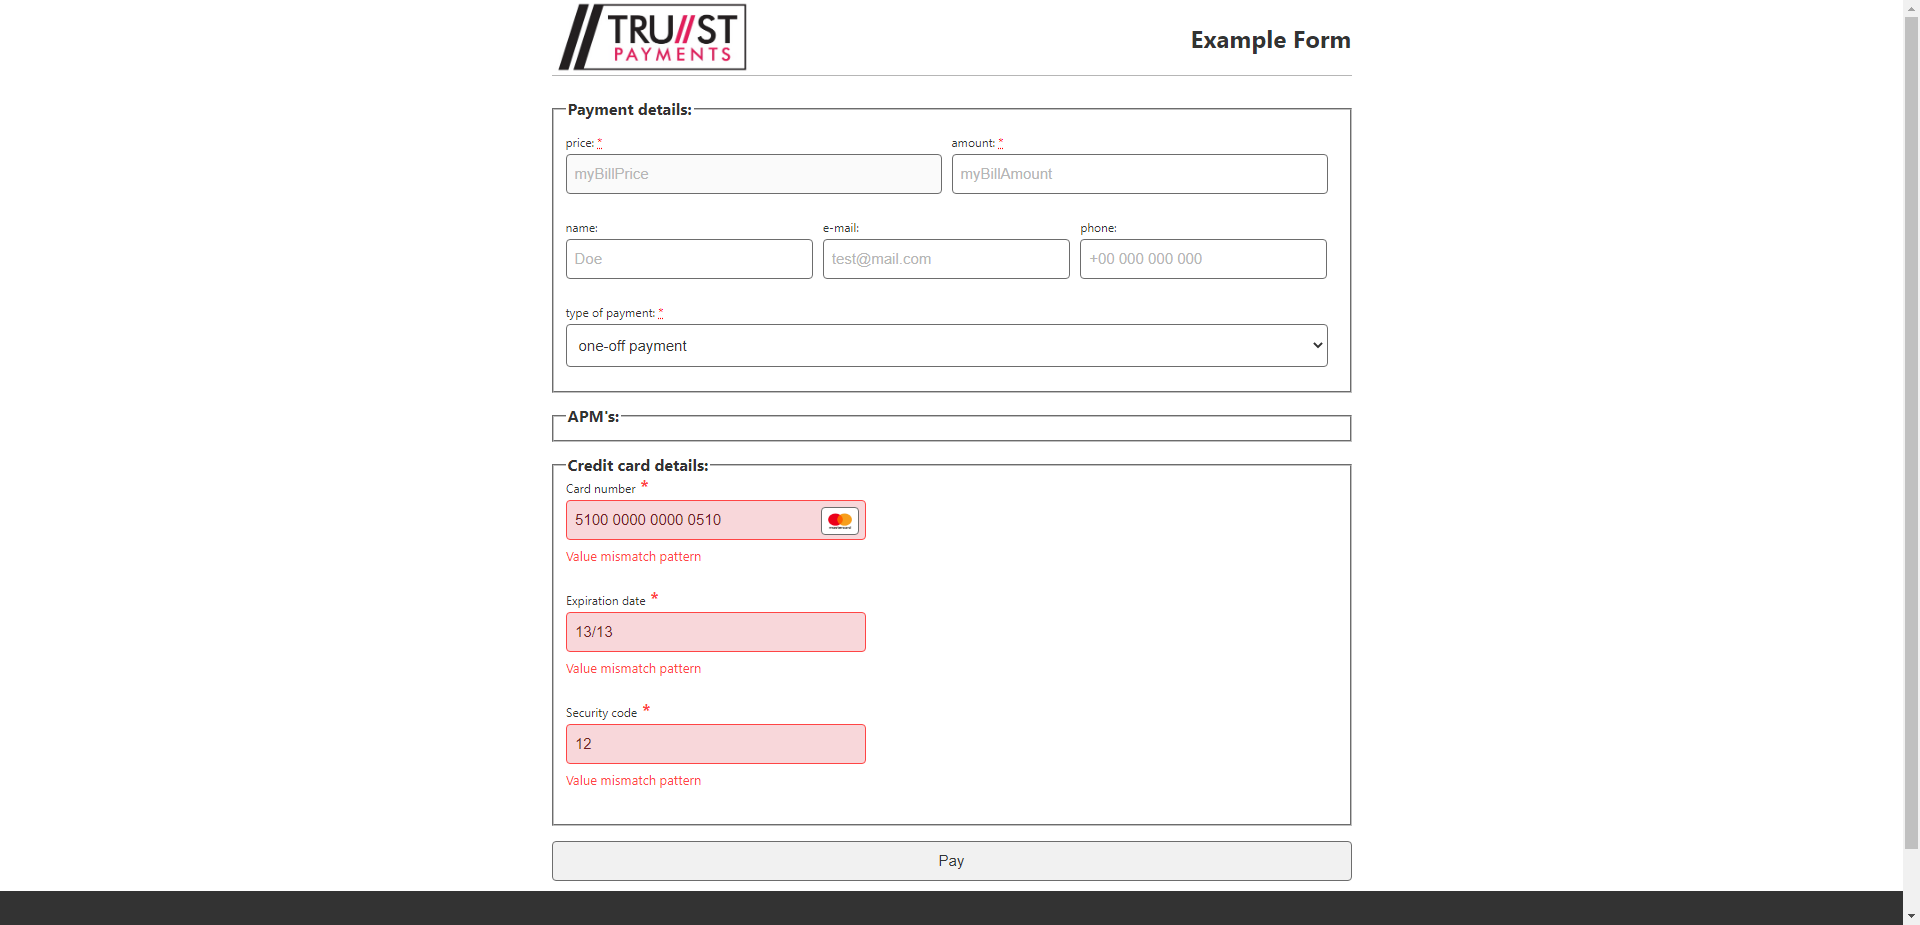 TRU//ST
PAYMENTS
Example Form
Payment details:
price: * amount: *
myBillPrice myBillAmount
name: e-mail: phone:
Doe test@mail.com +00 000 000 000
type of payment: *
one-off payment
APM's:
Credit card details:
Card number *
5100 0000 0000 0510
mastercard
Value mismatch pattern
Expiration date *
13/13
Value mismatch pattern
Security code *
12
Value mismatch pattern
Pay